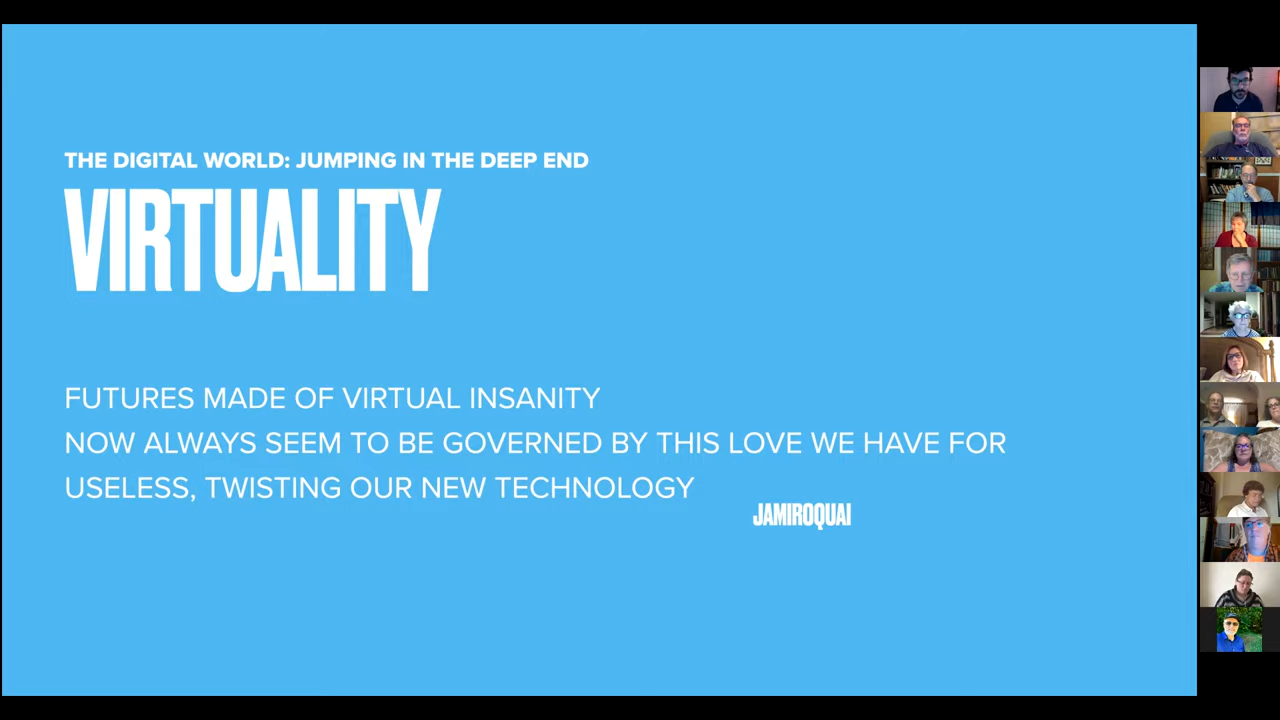 THE DIGITAL WORLD: JUMPING IN THE DEEP END
VIRTUALITY
FUTURES MADE OF VIRTUAL INSANITY
NOW ALWAYS SEEM TO BE GOVERNED BY THIS LOVE WE HAVE FOR
USELESS, TWISTING OUR NEW TECHNOLOGY
JAMIROQUAI